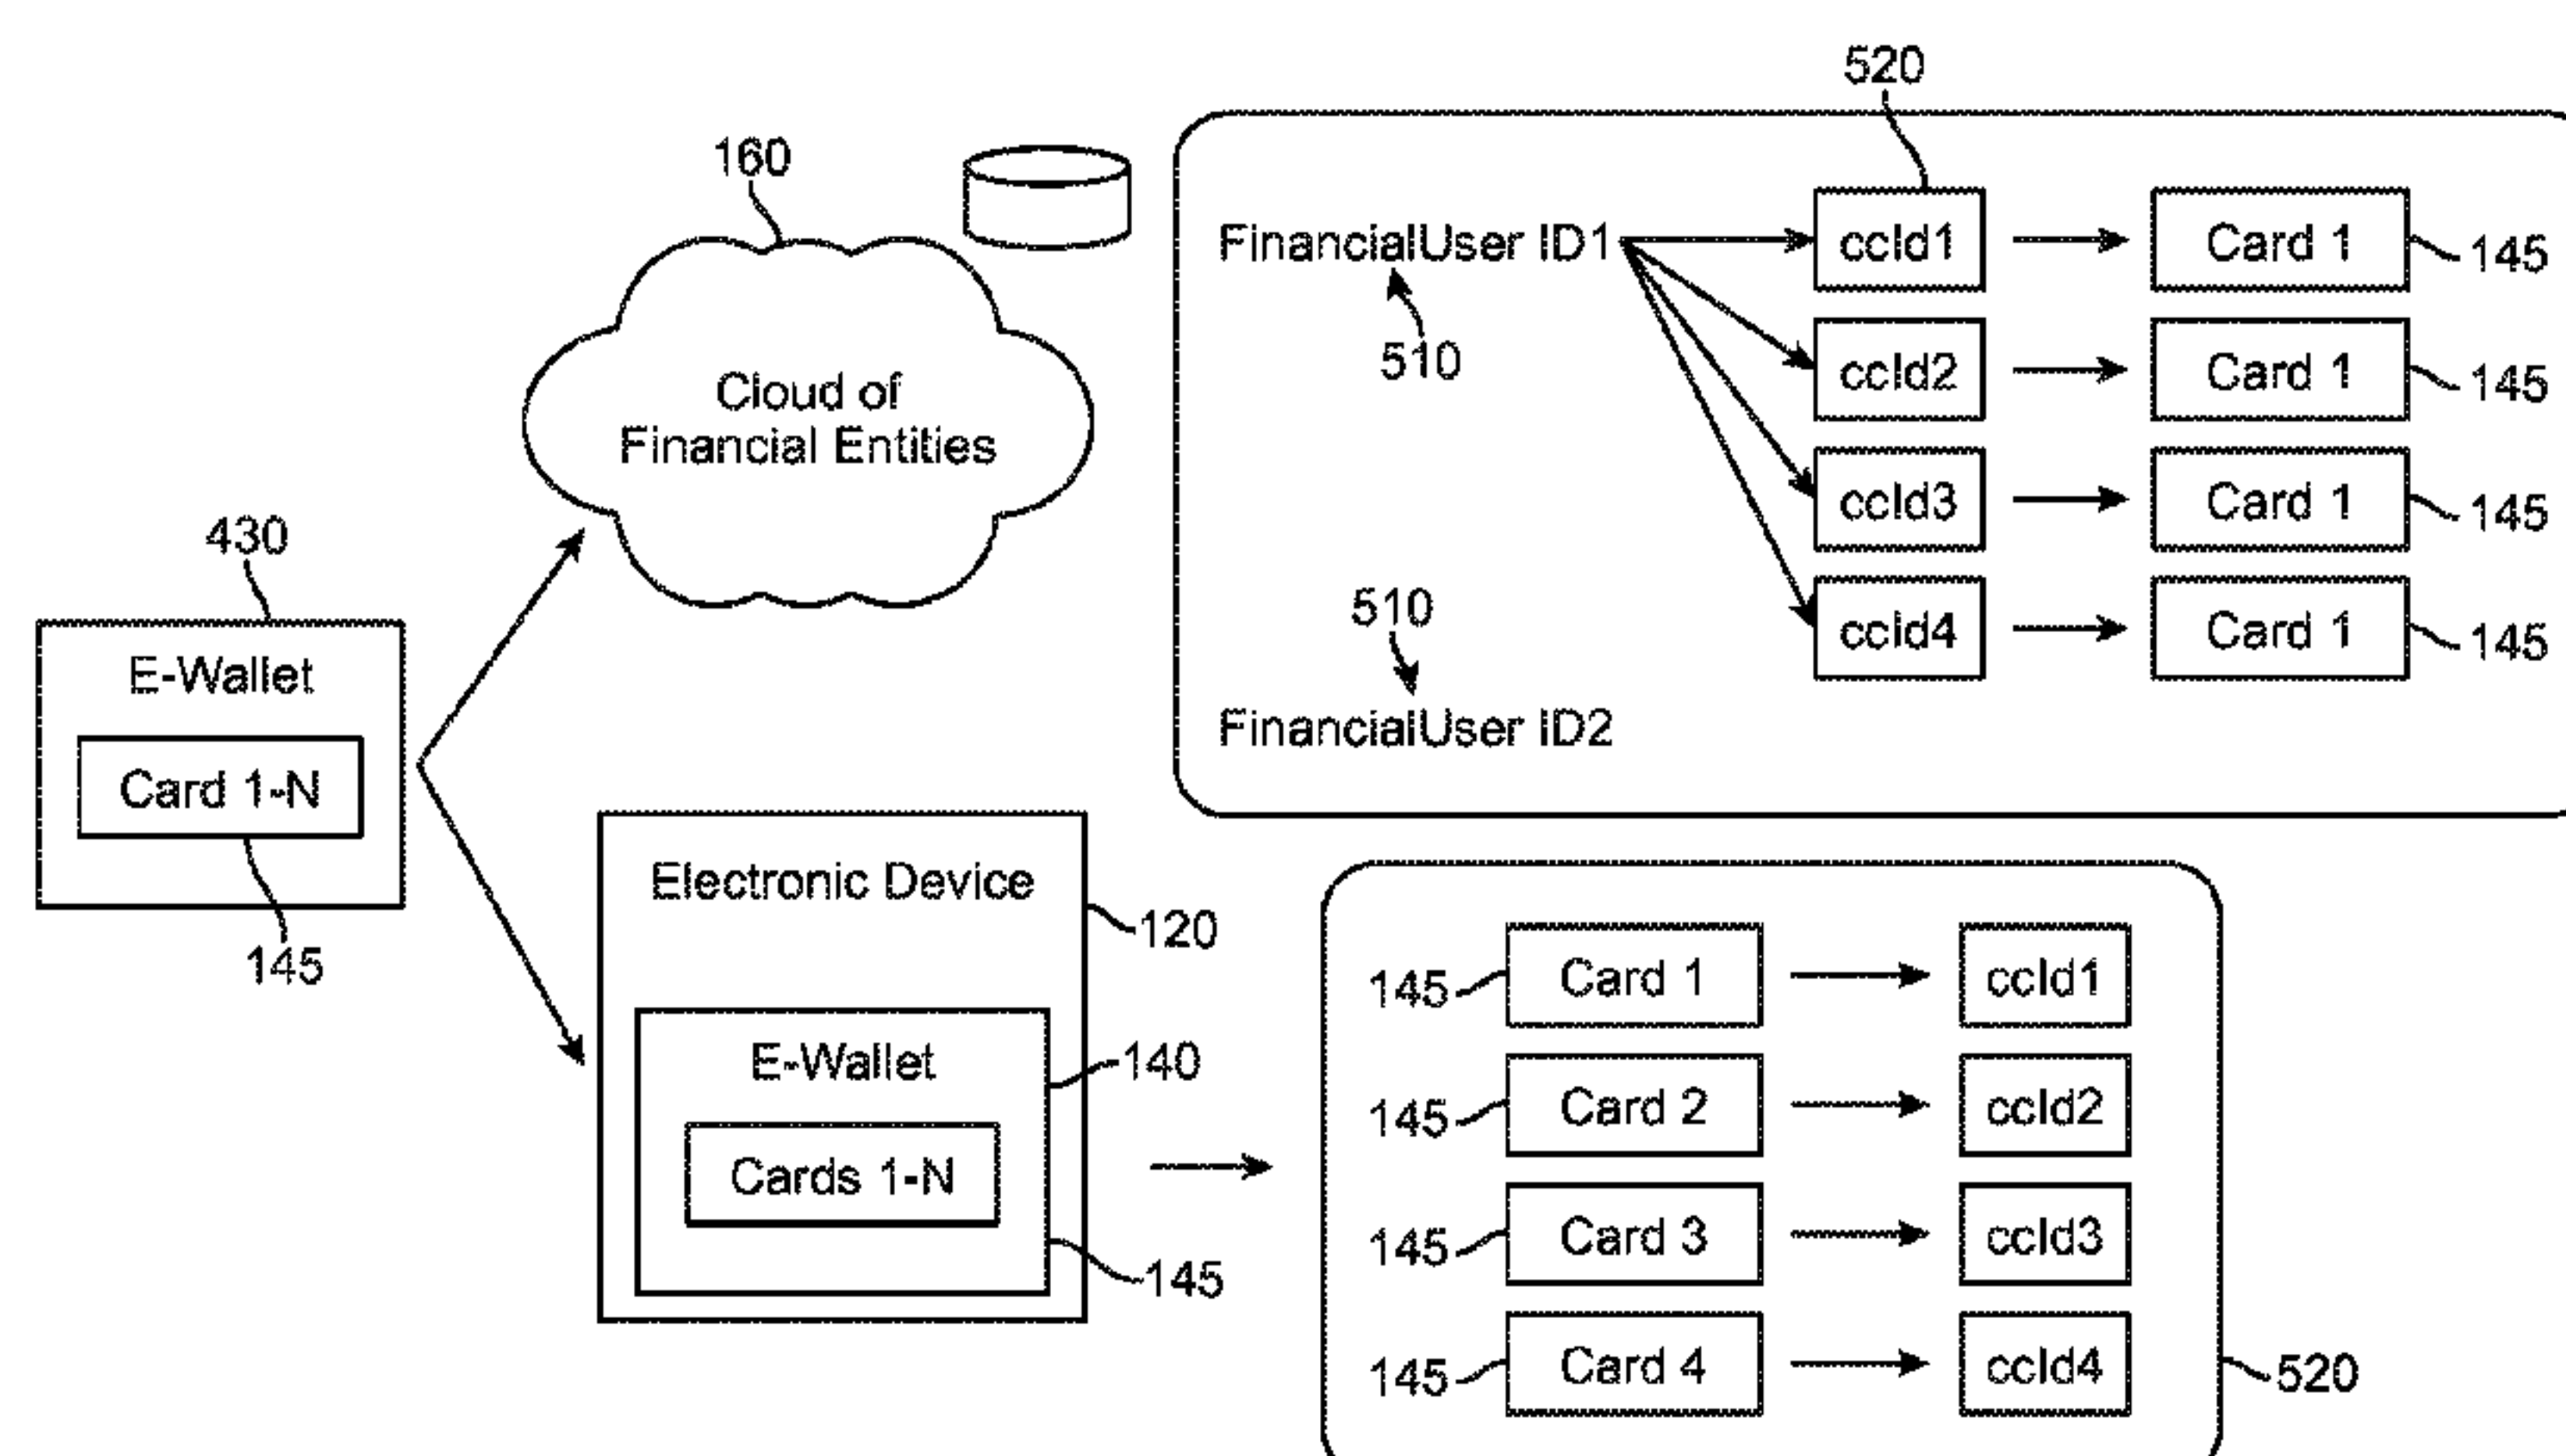 520
160
FinancialUser ID1
ccId1
Card 1
145
510
Cloud of
Financial Entities
ccId2
Card 1
145
ccId3
Card 1
145
430
510
ccId4
Card 1
145
E-Wallet
Card 1-N
145
FinancialUser ID2
Electronic Device
120
E-Wallet
140
Cards 1-N
145
145
Card 1
ccId1
145
Card 2
ccId2
145
Card 3
ccId3
145
Card 4
ccId4
520